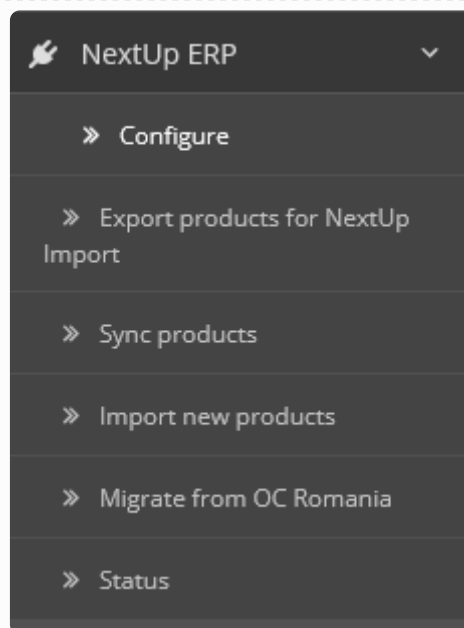 NextUp ERP
Configure
Export products for NextUp
Import
Sync products
Import new products
Migrate from OC Romania
Status